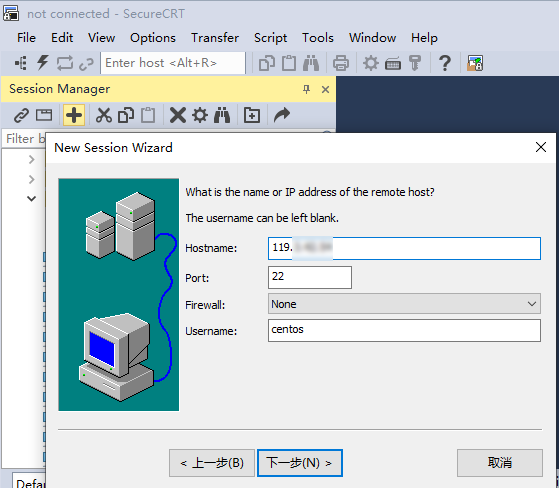 not connected - SecureCRT
File Edit View Options Transfer Script Tools Window Help
Enter host <Alt+R>
Session Manager
Filter b
New Session Wizard
What is the name or IP address of the remote host?
The username can be left blank.
Hostname: 119.
Port: 22
Firewall: None
Username: centos
< 上一步(B) 下一步(N) > 取消
Defau